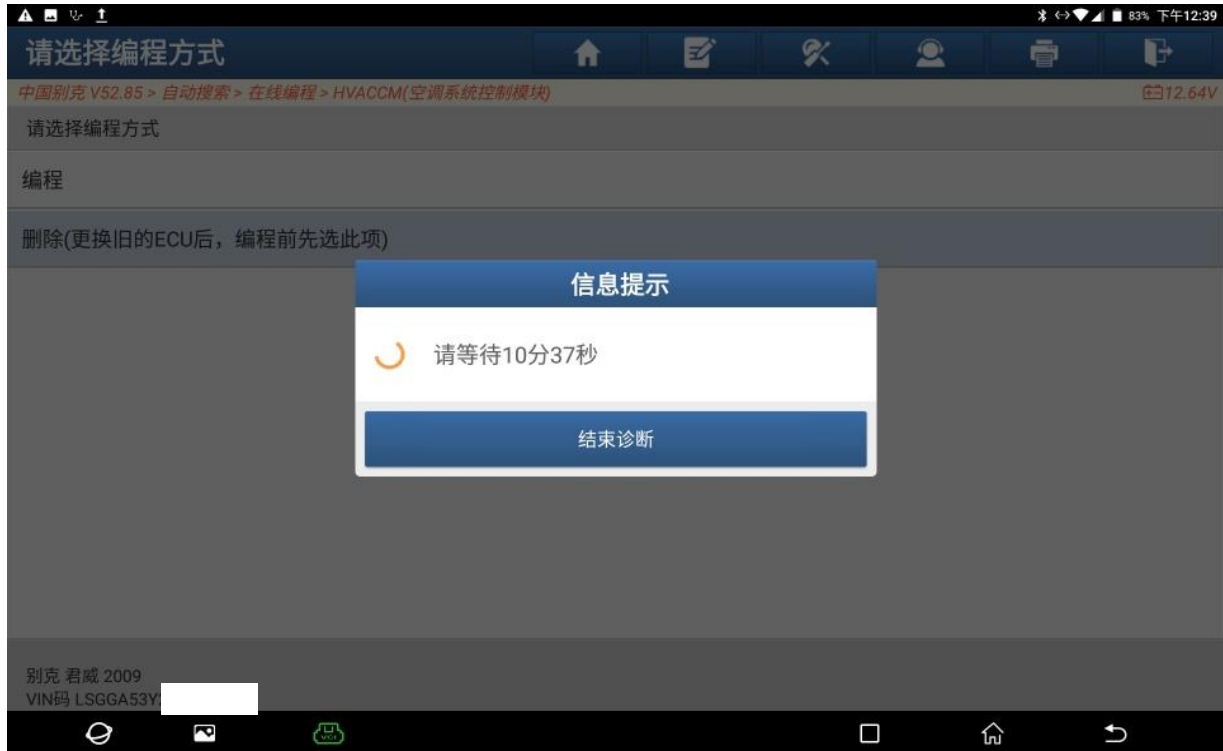 83% 下午12:39
请选择编程方式
中国别克 V52.85 > 自动搜索 > 在线编程 > HVACCM(空调系统控制模块)
12.64V
请选择编程方式
编程
删除(更换旧的ECU后，编程前先选此项)
信息提示
请等待10分37秒
结束诊断
别克 君威 2009
VIN码 LSGGA53Y
VCI